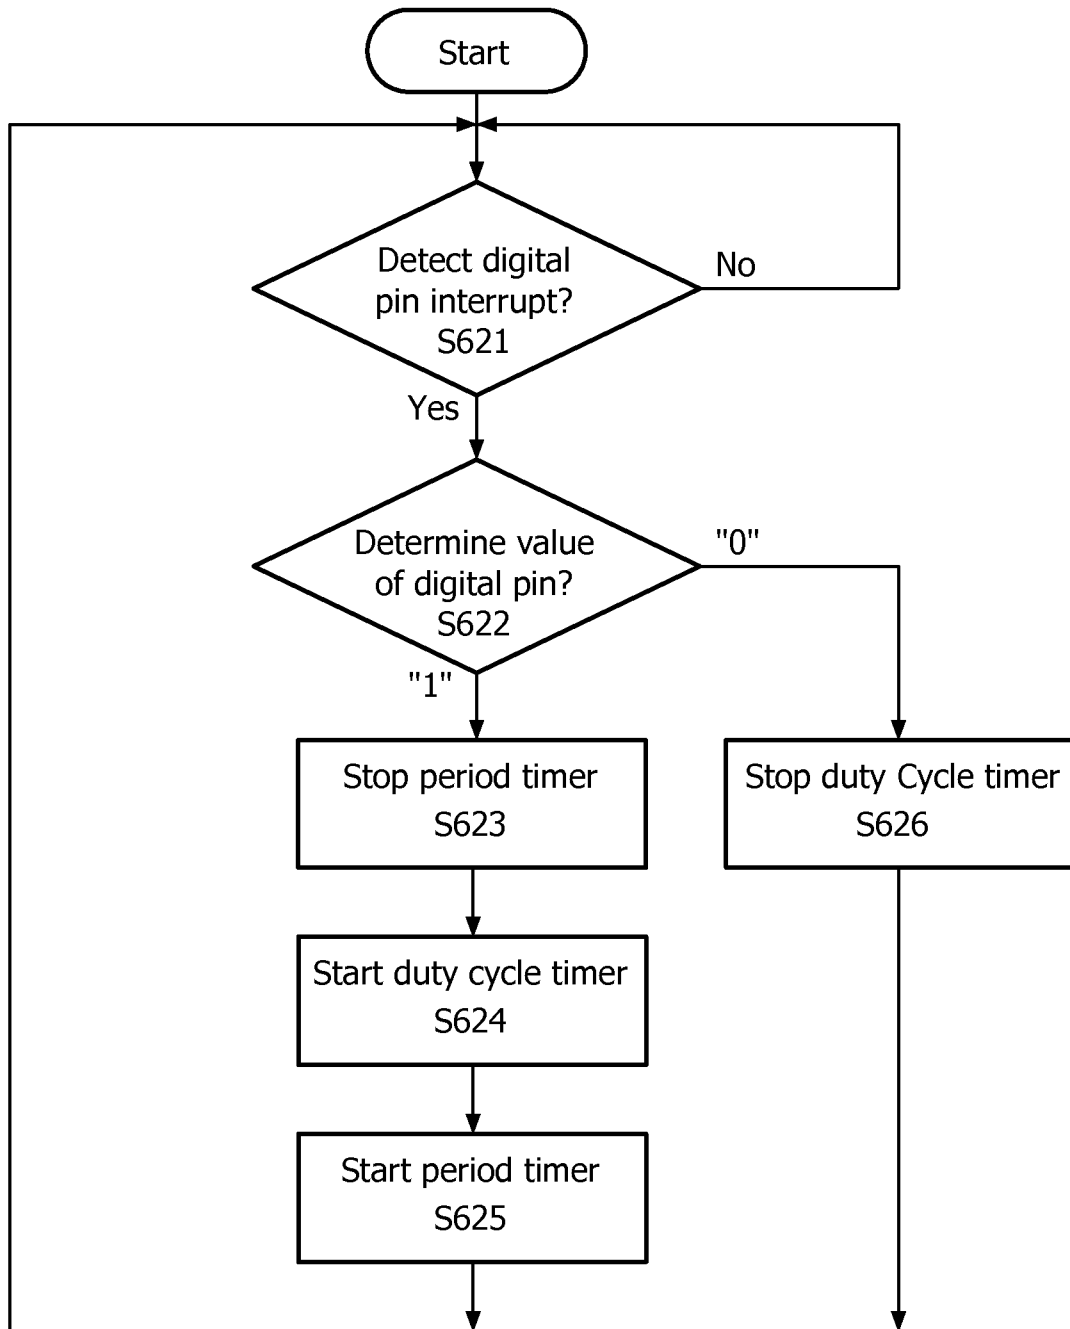 Start
Detect digital
pin interrupt?
S621
No
Yes
Determine value
of digital pin?
S622
"0"
"1"
Stop period timer
S623
Stop duty Cycle timer
S626
Start duty cycle timer
S624
Start period timer
S625